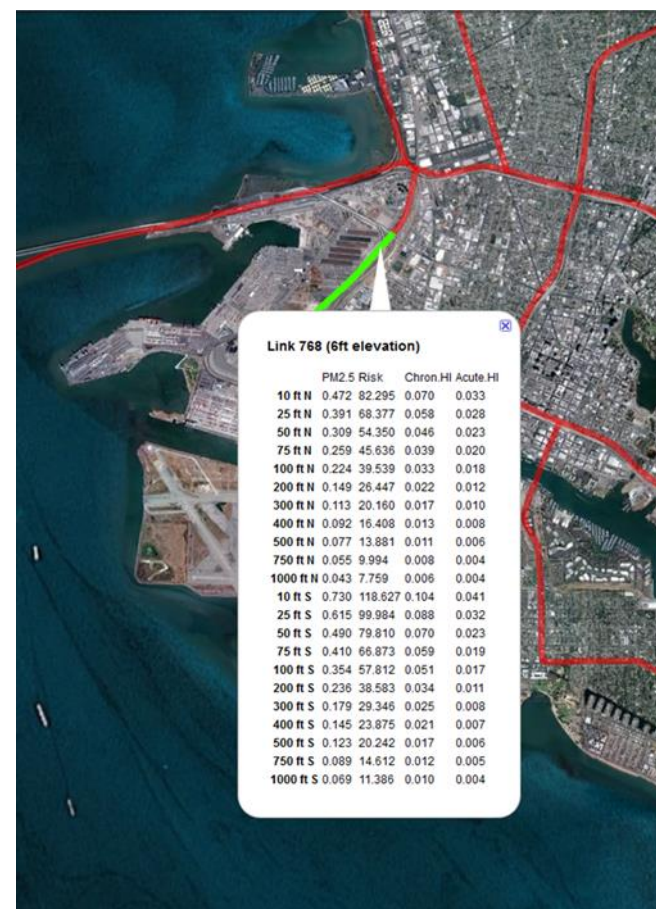 Link 768 (6ft elevation)
PM2.5 Risk Chron.HI Acute.HI
10 ft N 0.472 82.295 0.070 0.033
25 ft N 0.391 68.377 0.058 0.028
50 ft N 0.309 54.350 0.046 0.023
75 ft N 0.259 45.636 0.039 0.020
100 ft N 0.224 39.539 0.033 0.018
200 ft N 0.149 26.447 0.022 0.012
300 ft N 0.113 20.160 0.017 0.010
400 ft N 0.092 16.408 0.013 0.008
500 ft N 0.077 13.881 0.011 0.006
750 ft N 0.055 9.994 0.008 0.004
1000 ft N 0.043 7.759 0.006 0.004
10 ft S 0.730 118.627 0.104 0.041
25 ft S 0.615 99.984 0.088 0.032
50 ft S 0.490 79.810 0.070 0.023
75 ft S 0.410 66.873 0.059 0.019
100 ft S 0.354 57.812 0.051 0.017
200 ft S 0.236 38.583 0.034 0.011
300 ft S 0.179 29.346 0.025 0.008
400 ft S 0.145 23.875 0.021 0.007
500 ft S 0.123 20.242 0.017 0.006
750 ft S 0.089 14.612 0.012 0.005
1000 ft S 0.069 11.386 0.010 0.004